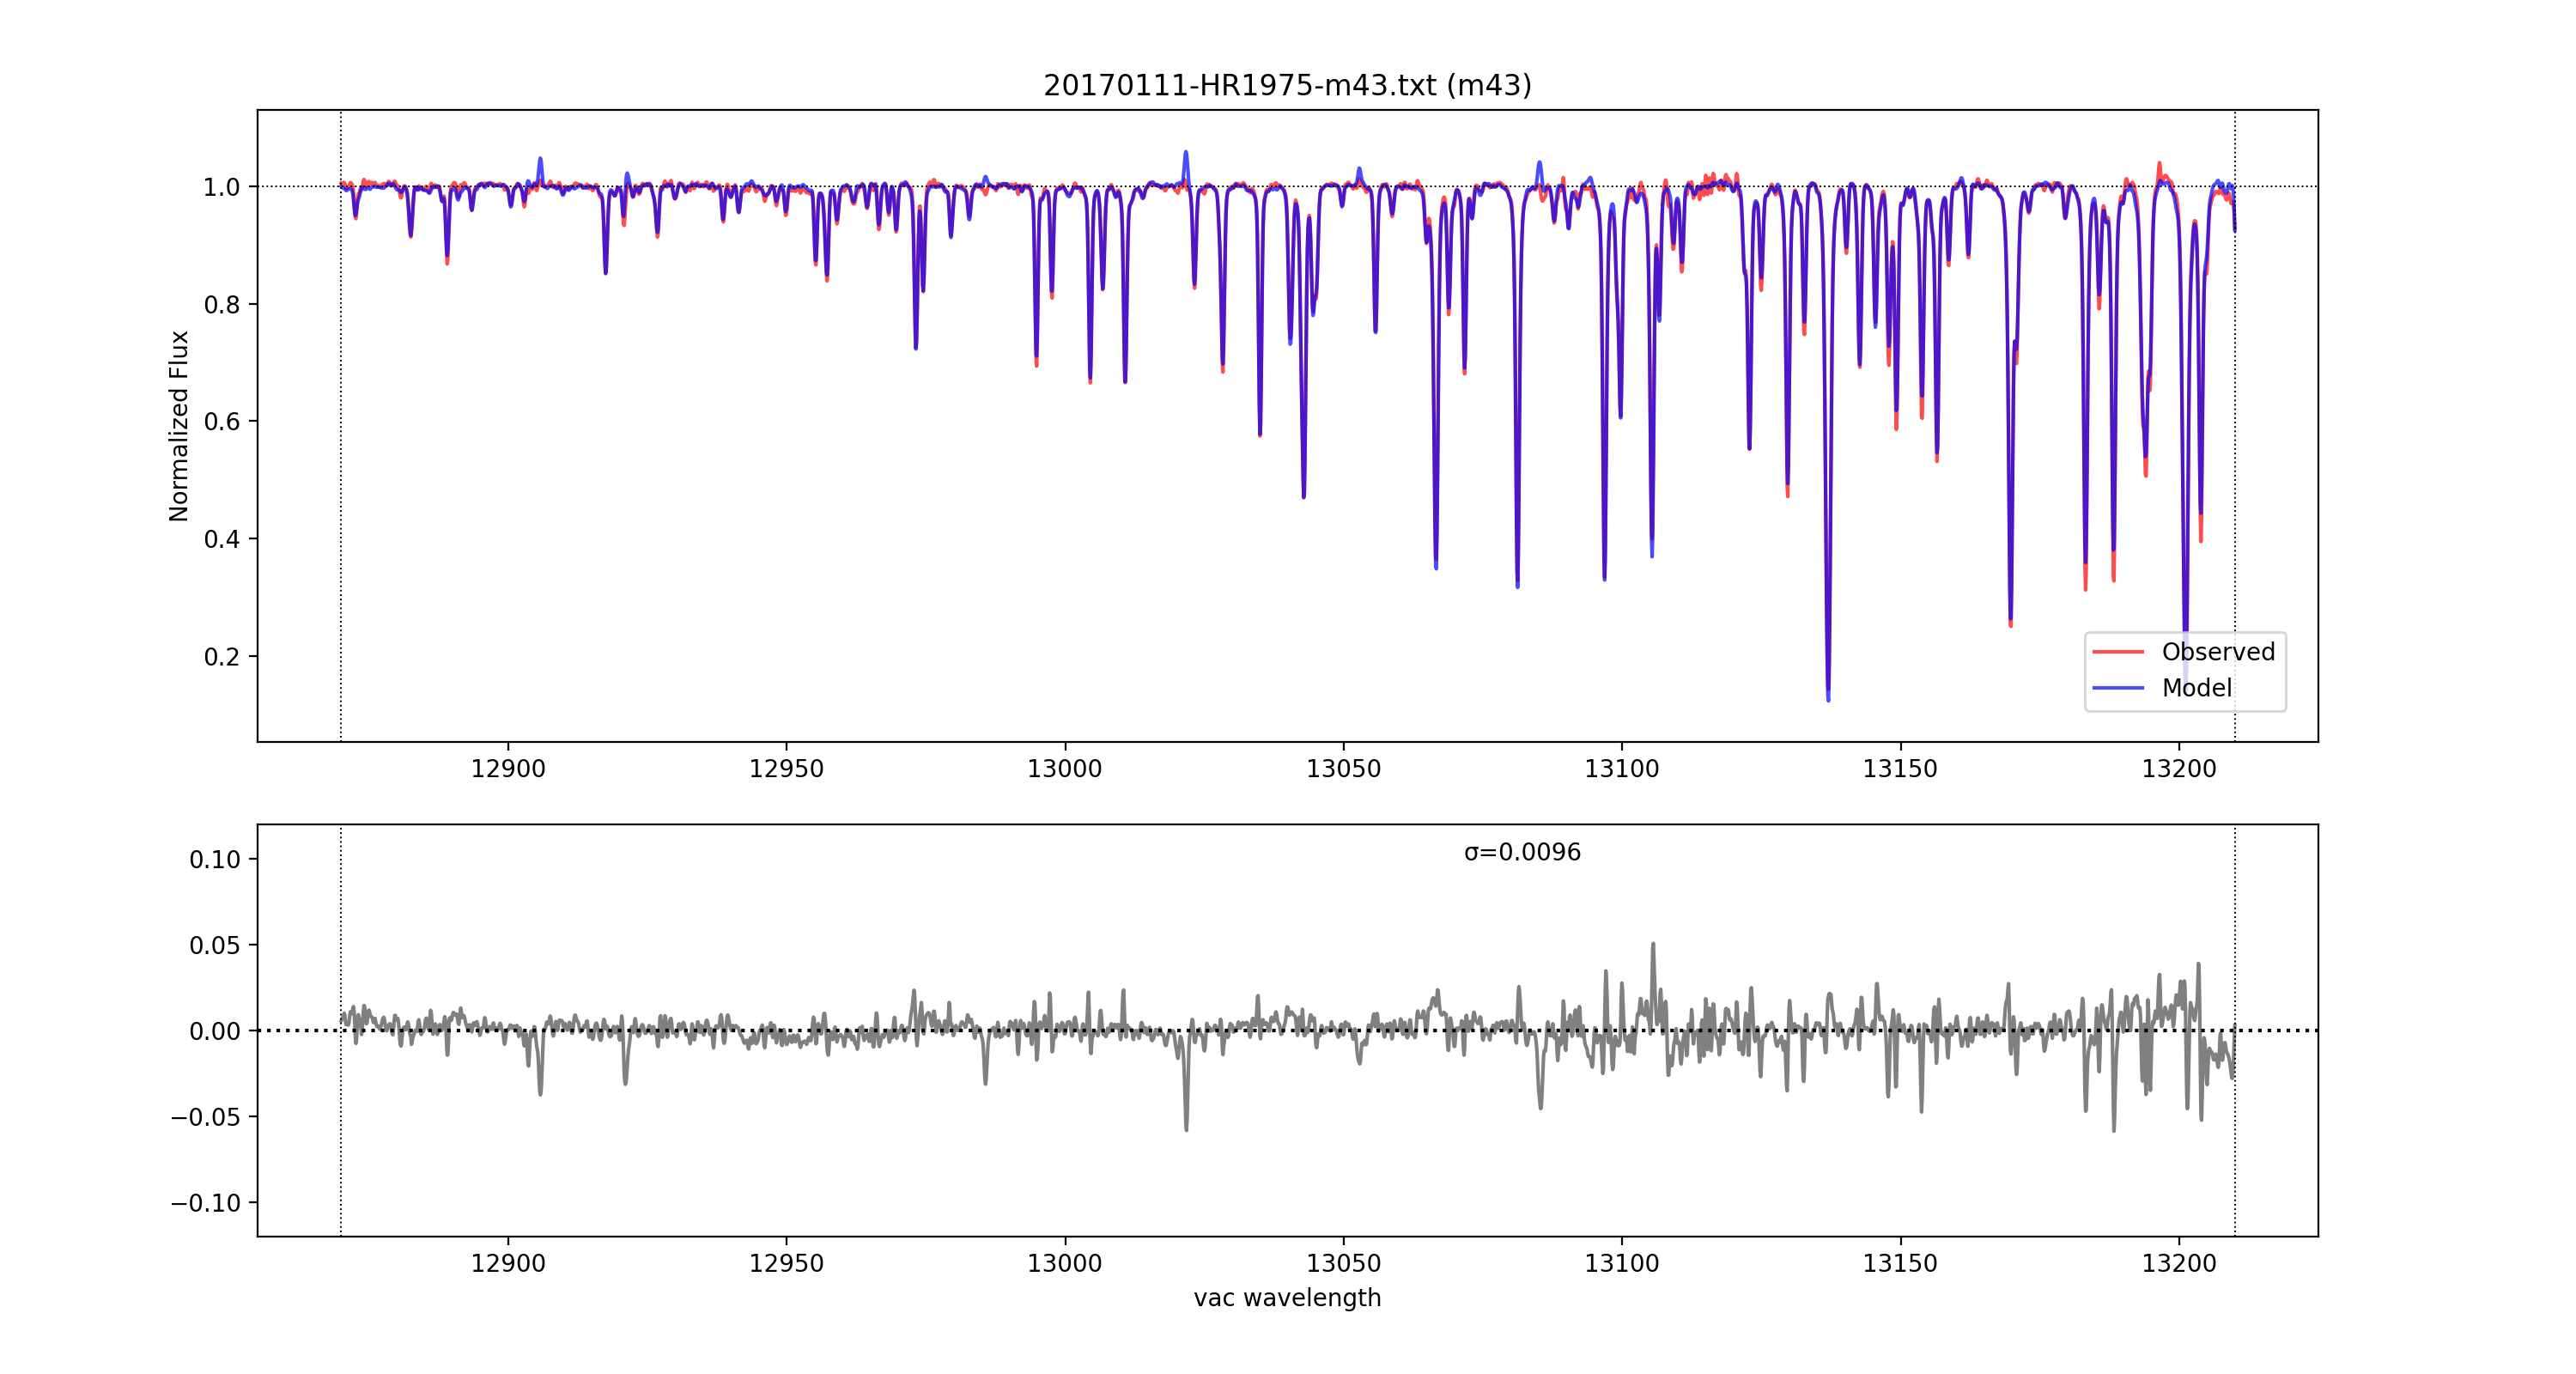 20170111-HR1975-m43.txt (m43)
Normalized Flux
1.0
0.8
0.6
0.4
0.2
Observed
Model
12900 12950 13000 13050 13100 13150 13200
σ=0.0096
0.10
0.05
0.00
−0.05
−0.10
12900 12950 13000 13050 13100 13150 13200
vac wavelength